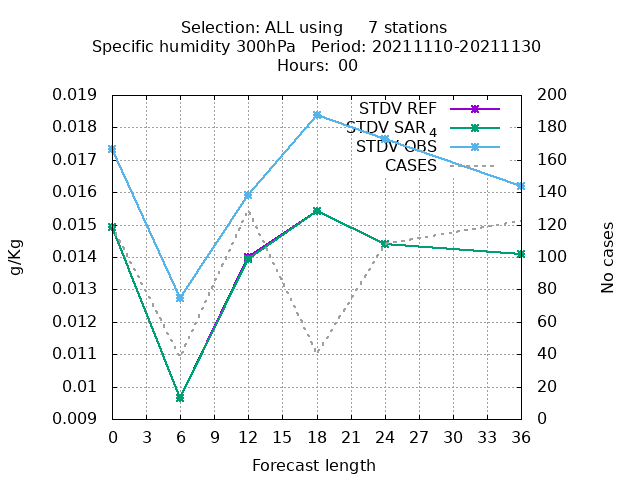 Selection: ALL using 7 stations
Specific humidity 300hPa Period: 20211110-20211130
Hours: 00
0.019
0.018
0.017
0.016
0.015
0.014
0.013
0.012
0.011
0.01
0.009
g/Kg
STDV REF
STDV SAR4
STDV OBS
CASES
200
180
160
140
120
100
80
60
40
20
0
No cases
0 3 6 9 12 15 18 21 24 27 30 33 36
Forecast length